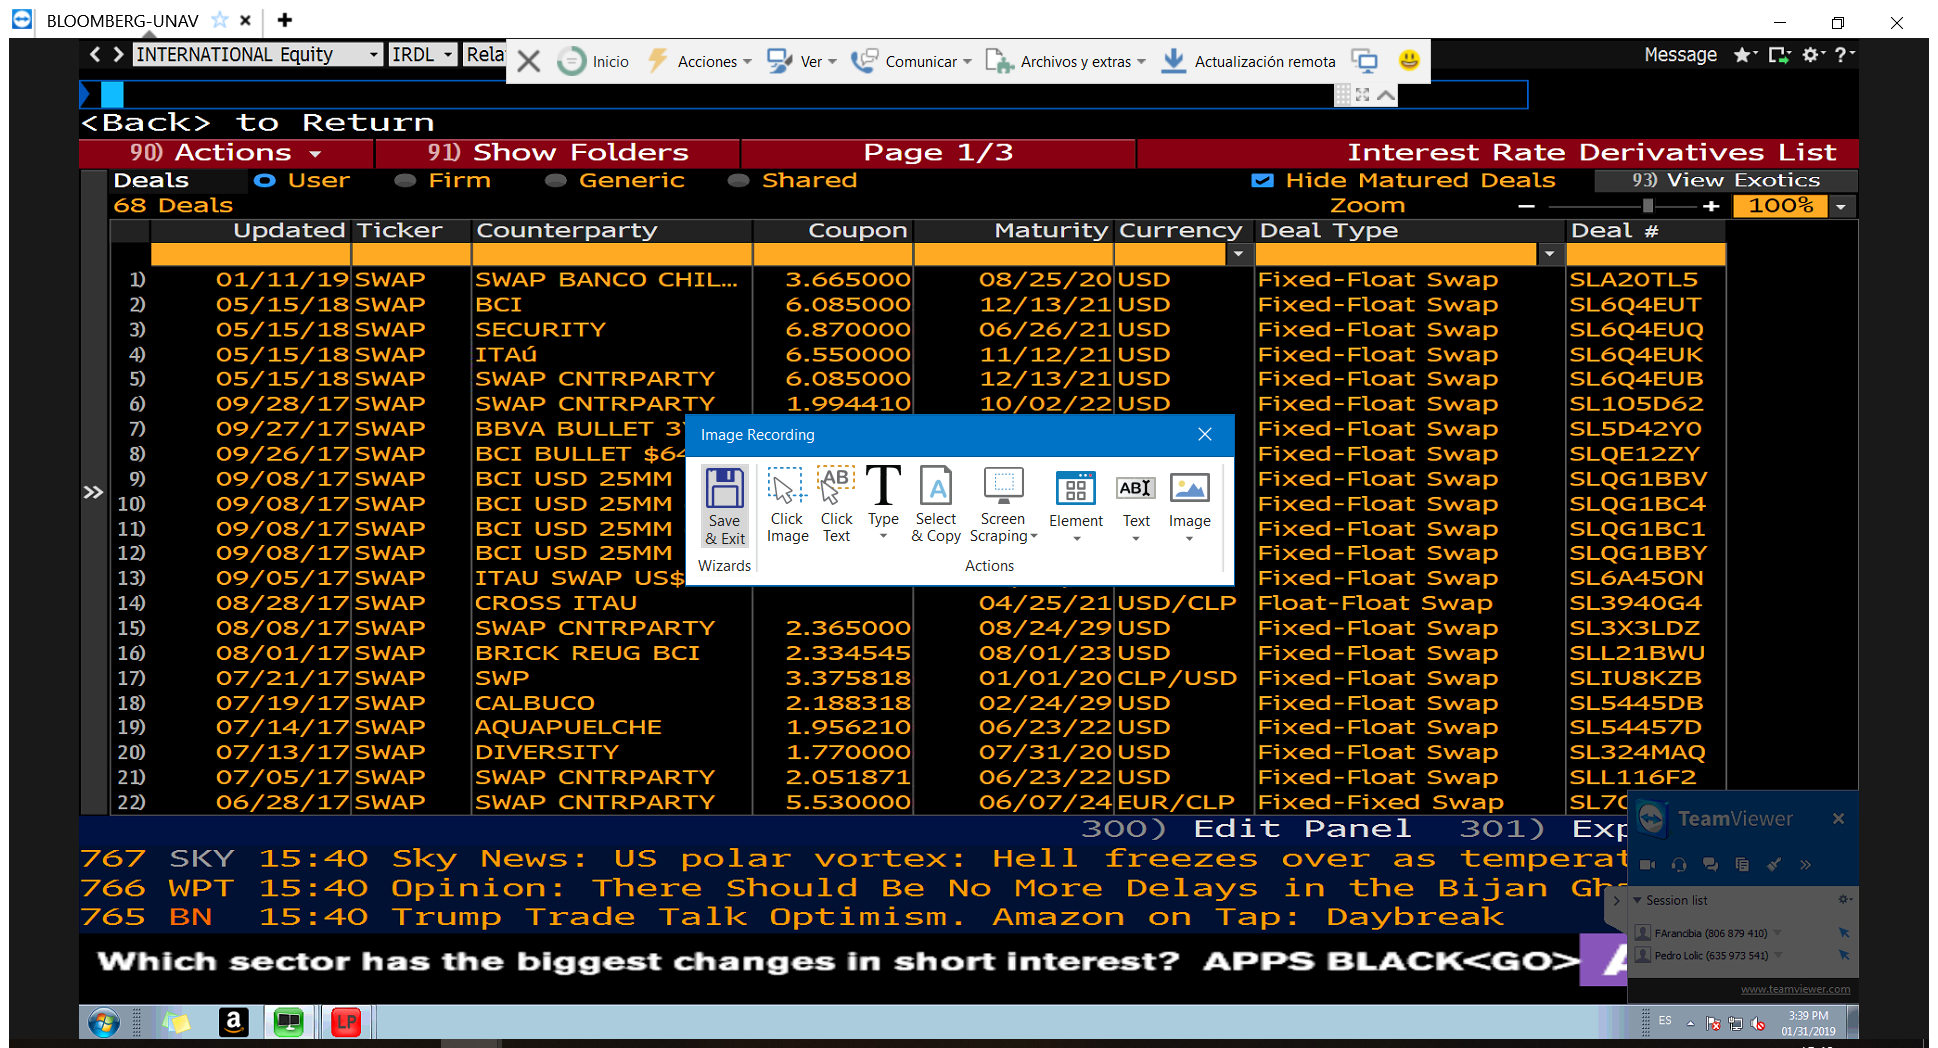 BLOOMBERG-UNAV
INTERNATIONAL Equity IRDL Rela
Inicio Acciones Ver Comunicar Archivos y extras Actualización remota
Message
<Back> to Return
90) Actions 91) Show Folders Page 1/3 Interest Rate Derivatives List
Deals User Firm Generic Shared Hide Matured Deals 93) View Exotics
68 Deals Zoom 100%
Updated Ticker Counterparty Coupon Maturity Currency Deal Type Deal #
1) 01/11/19 SWAP SWAP BANCO CHIL... 3.665000 08/25/20 USD Fixed-Float Swap SLA20TL5
2) 05/15/18 SWAP BCI 6.085000 12/13/21 USD Fixed-Float Swap SL6Q4EUT
3) 05/15/18 SWAP SECURITY 6.870000 06/26/21 USD Fixed-Float Swap SL6Q4EUQ
4) 05/15/18 SWAP ITAú 6.550000 11/12/21 USD Fixed-Float Swap SL6Q4EUK
5) 05/15/18 SWAP SWAP CNTRPARTY 6.085000 12/13/21 USD Fixed-Float Swap SL6Q4EUB
6) 09/28/17 SWAP SWAP CNTRPARTY 1.994410 10/02/22 USD Fixed-Float Swap SL105D62
7) 09/27/17 SWAP BBVA BULLET 3 Fixed-Float Swap SL5D42Y0
8) 09/26/17 SWAP BCI BULLET $64 Fixed-Float Swap SLQE12ZY
9) 09/08/17 SWAP BCI USD 25MM Fixed-Float Swap SLQG1BBV
10) 09/08/17 SWAP BCI USD 25MM Fixed-Float Swap SLQG1BC4
11) 09/08/17 SWAP BCI USD 25MM Fixed-Float Swap SLQG1BC1
12) 09/08/17 SWAP BCI USD 25MM Fixed-Float Swap SLQG1BBY
13) 09/05/17 SWAP ITAU SWAP US$ Fixed-Float Swap SL6A45ON
14) 08/28/17 SWAP CROSS ITAU 04/25/21 USD/CLP Float-Float Swap SL3940G4
15) 08/08/17 SWAP SWAP CNTRPARTY 2.365000 08/24/29 USD Fixed-Float Swap SL3X3LDZ
16) 08/01/17 SWAP BRICK REUG BCI 2.334545 08/01/23 USD Fixed-Float Swap SLL21BWU
17) 07/21/17 SWAP SWP 3.375818 01/01/20 CLP/USD Fixed-Float Swap SLIU8KZB
18) 07/19/17 SWAP CALBUCO 2.188318 02/24/29 USD Fixed-Float Swap SL5445DB
19) 07/14/17 SWAP AQUAPUELCHE 1.956210 06/23/22 USD Fixed-Float Swap SL54457D
20) 07/13/17 SWAP DIVERSITY 1.770000 07/31/20 USD Fixed-Float Swap SL324MAQ
21) 07/05/17 SWAP SWAP CNTRPARTY 2.051871 06/23/22 USD Fixed-Float Swap SLL116F2
22) 06/28/17 SWAP SWAP CNTRPARTY 5.530000 06/07/24 EUR/CLP Fixed-Fixed Swap SL7
Image Recording
Save & Exit
Click Image
Click Text
Type
Select & Copy
Screen Scraping
Element
Text
Image
Wizards Actions
300) Edit Panel 301) Exp
767 SKY 15:40 Sky News: US polar vortex: Hell freezes over as temperat
766 WPT 15:40 Opinion: There Should Be No More Delays in the Bijan Gh
765 BN 15:40 Trump Trade Talk Optimism. Amazon on Tap: Daybreak
Which sector has the biggest changes in short interest? APPS BLACK<GO>
TeamViewer
Session list
FArancibia (806 879 410)
Pedro Lolic (635 973 541)
www.teamviewer.com
LP
ES
3:39 PM
01/31/2019